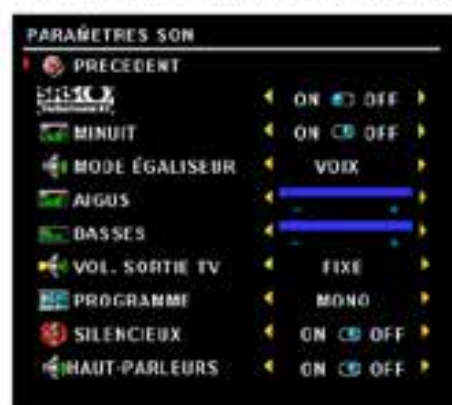 PARAMETRES SON
PRECEDENT
SRS ON OFF
MINUIT ON OFF
MODE ÉGALISEUR VOIX
AIGUS
BASSES
VOL. SORTIE TV FIXE
PROGRAMME MONO
SILENCIEUX ON OFF
HAUT-PARLEURS ON OFF